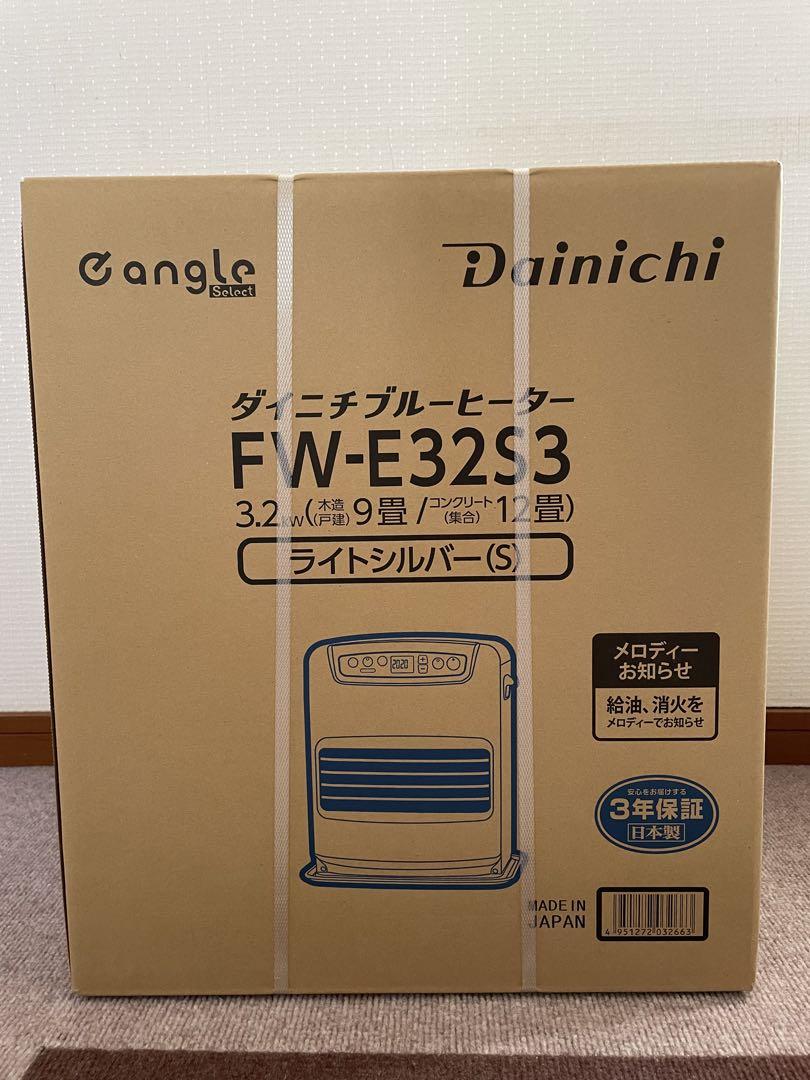 e angle
Select
Dainichi
ダイニチブルーヒーター
FW-E32S3
3.2kW(木造(戸建)9畳/コンクリート(集合)12畳)
ライトシルバー(S)
2020
メロディー
お知らせ
給油、消火を
メロディーでお知らせ
安心をお届けする
3年保証
日本製
MADE IN
JAPAN
4 951272 032663